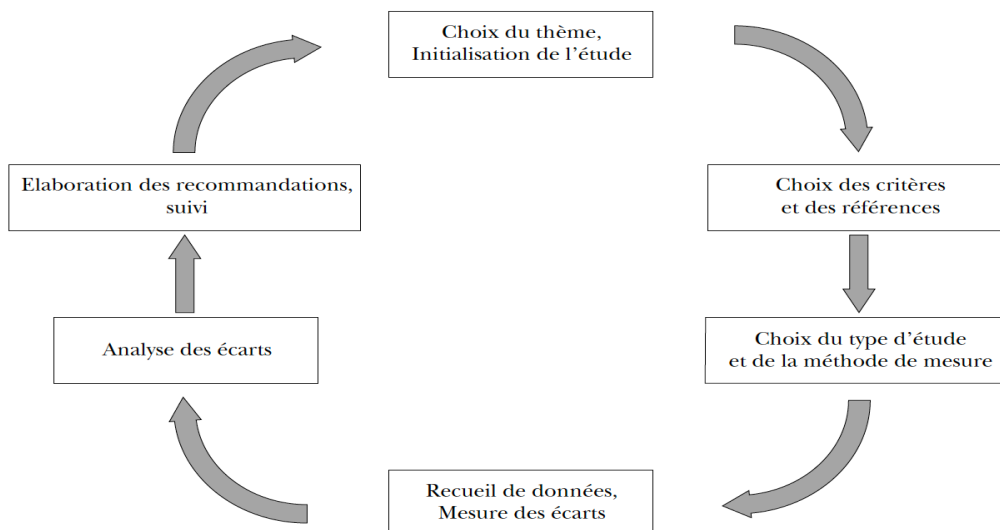 Choix du thème,
Initialisation de l'étude
Choix des critères
et des références
Choix du type d'étude
et de la méthode de mesure
Recueil de données,
Mesure des écarts
Analyse des écarts
Elaboration des recommandations,
suivi